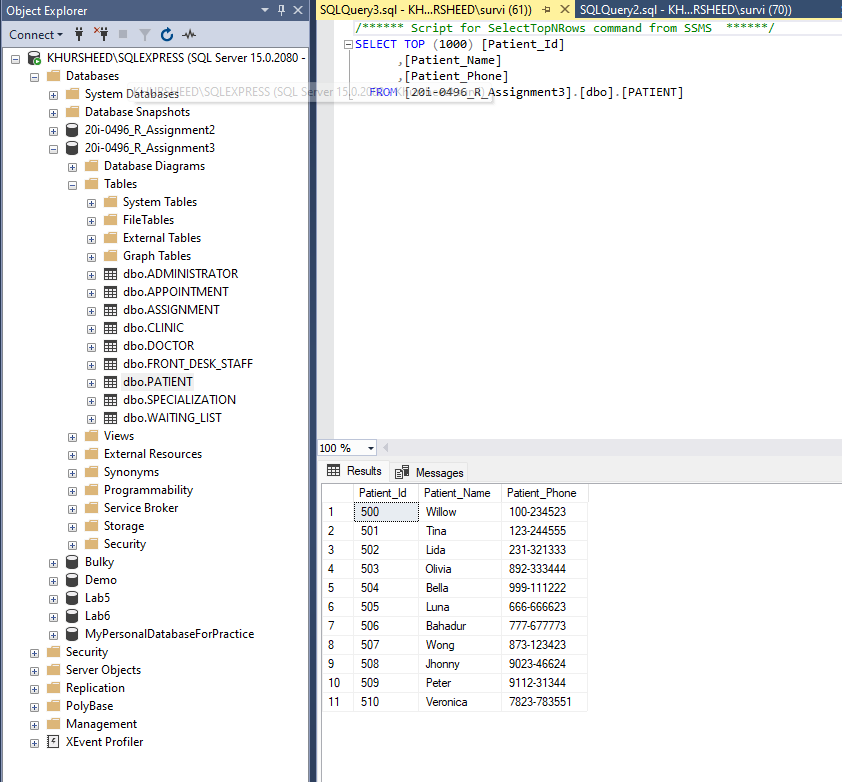 Object Explorer
Connect
KHURSHEED\SQLEXPRESS (SQL Server 15.0.2080 -
Databases
System Databases
Database Snapshots
20i-0496_R_Assignment2
20i-0496_R_Assignment3
Database Diagrams
Tables
System Tables
FileTables
External Tables
Graph Tables
dbo.ADMINISTRATOR
dbo.APPOINTMENT
dbo.ASSIGNMENT
dbo.CLINIC
dbo.DOCTOR
dbo.FRONT_DESK_STAFF
dbo.PATIENT
dbo.SPECIALIZATION
dbo.WAITING_LIST
Views
External Resources
Synonyms
Programmability
Service Broker
Storage
Security
Bulky
Demo
Lab5
Lab6
MyPersonalDatabaseForPractice
Security
Server Objects
Replication
PolyBase
Management
XEvent Profiler
SQLQuery3.sql - KH...RSHEED\survi (61)) SQLQuery2.sql - KH...RSHEED\survi (70))
/****** Script for SelectTopNRows command from SSMS ******/
SELECT TOP (1000) [Patient_Id]
,[Patient_Name]
,[Patient_Phone]
FROM [20i-0496_R_Assignment3].[dbo].[PATIENT]
KHURSHEED\SQLEXPRESS (SQL Server 15.0.20
100 %
Results Messages
Patient_Id Patient_Name Patient_Phone
1 500 Willow 100-234523
2 501 Tina 123-244555
3 502 Lida 231-321333
4 503 Olivia 892-333444
5 504 Bella 999-111222
6 505 Luna 666-666623
7 506 Bahadur 777-677773
8 507 Wong 873-123423
9 508 Jhonny 9023-46624
10 509 Peter 9112-31344
11 510 Veronica 7823-783551